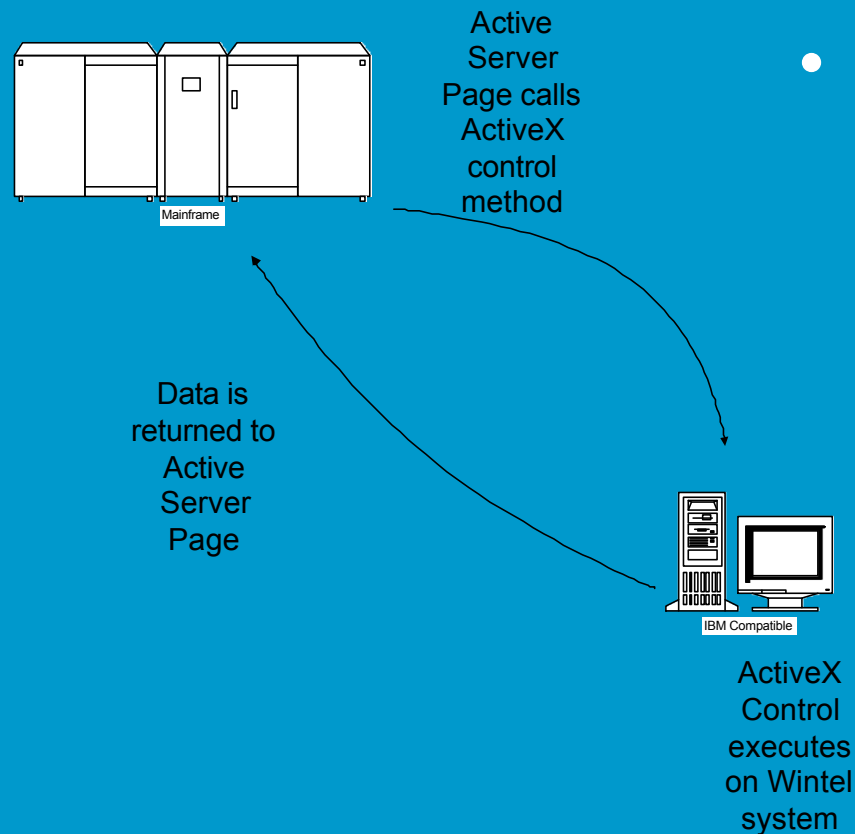 Active
Server
Page calls
ActiveX
control
method
Mainframe
Data is
returned to
Active
Server
Page
IBM Compatible
ActiveX
Control
executes
on Wintel
system